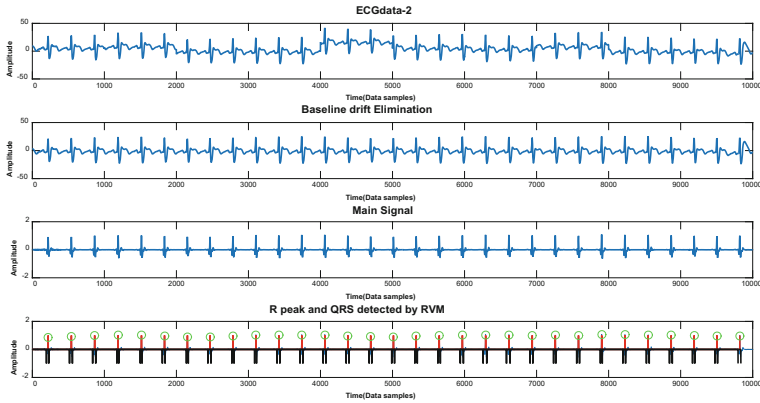 ECGdata-2
50
0
-50
Amplitude
0 1000 2000 3000 4000 5000 6000 7000 8000 9000 10000
Time(Data samples)
Baseline drift Elimination
50
0
-50
Amplitude
0 1000 2000 3000 4000 5000 6000 7000 8000 9000 10000
Time(Data samples)
Main Signal
2
0
-2
Amplitude
0 1000 2000 3000 4000 5000 6000 7000 8000 9000 10000
Time(Data samples)
R peak and QRS detected by RVM
2
0
-2
Amplitude
0 1000 2000 3000 4000 5000 6000 7000 8000 9000 10000
Time(Data samples)